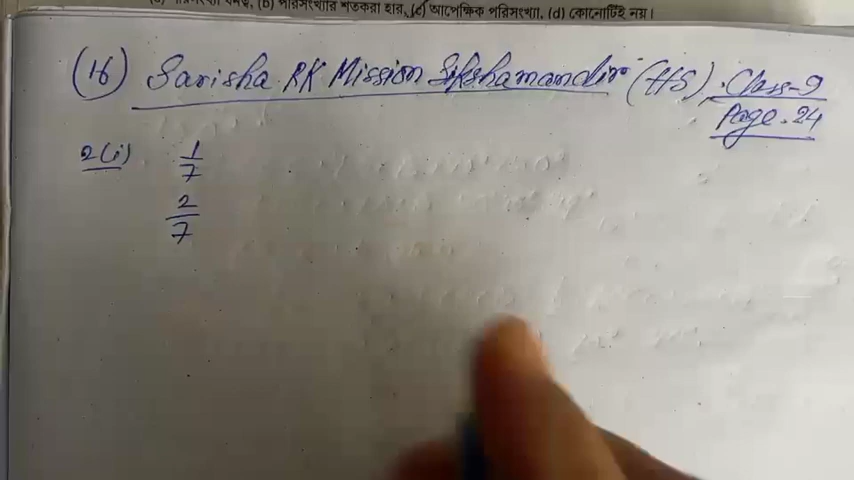 (b) পরিসংখ্যার শতকরা হার, (c) আপেক্ষিক পরিসংখ্যা, (d) কোনোটিই নয়।
(16) Sarisha RK Mission Sikshamandir (HS). Class-9
Page. 24
2(i) 1/7
2/7